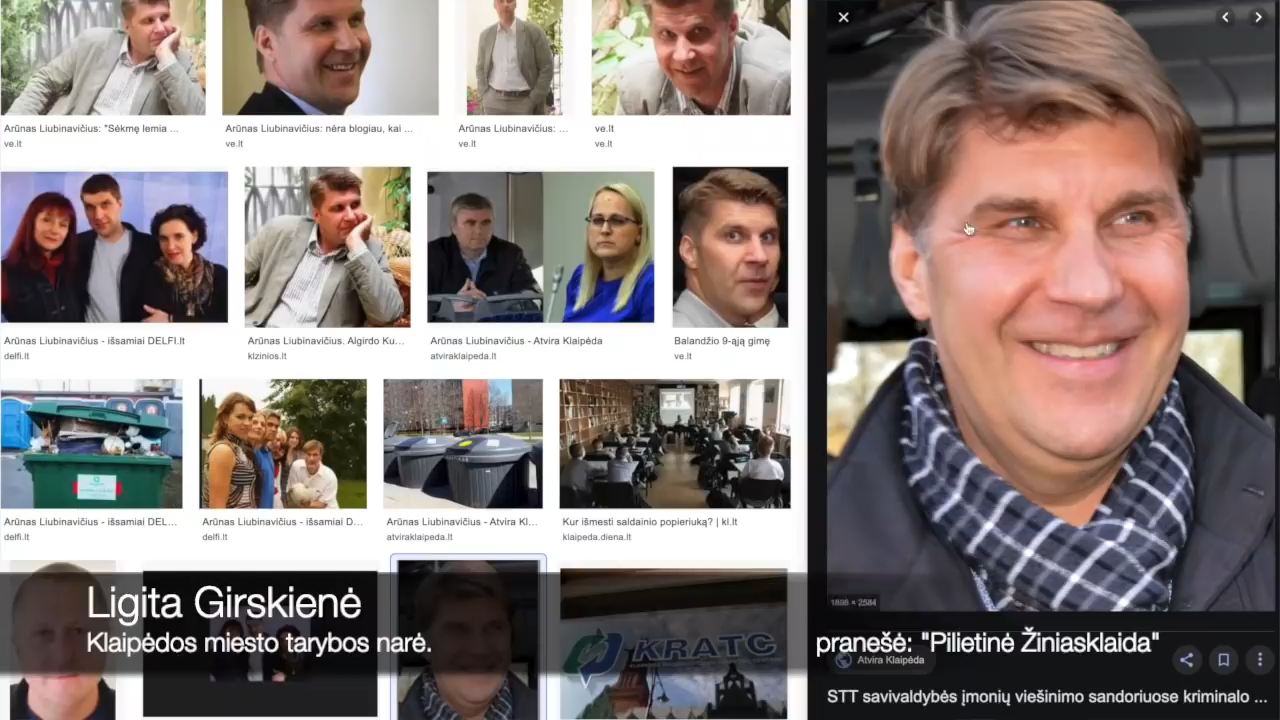 Arūnas Liubinavičius: "Sėkmę lemia ...
ve.lt
Arūnas Liubinavičius: nėra blogiau, kai ...
ve.lt
Arūnas Liubinavičius: ...
ve.lt
ve.lt
ve.lt
Arūnas Liubinavičius - išsamiai DELFI.lt
delfi.lt
Arūnas Liubinavičius. Algirdo Ku...
klzinios.lt
Arūnas Liubinavičius - Atvira Klaipėda
atviraklaipeda.lt
Balandžio 9-ąją gimę
ve.lt
Arūnas Liubinavičius - išsamiai DEL...
delfi.lt
Arūnas Liubinavičius - išsamiai D...
delfi.lt
Arūnas Liubinavičius - Atvira Kl...
atviraklaipeda.lt
Kur išmesti saldainio popieriuką? | kl.lt
klaipeda.diena.lt
KRATC
1898 × 2584
Ligita Girskienė
Klaipėdos miesto tarybos narė.
pranešė: "Pilietinė Žiniasklaida"
Atvira Klaipėda
STT savivaldybės įmonių viešinimo sandoriuose kriminalo ...